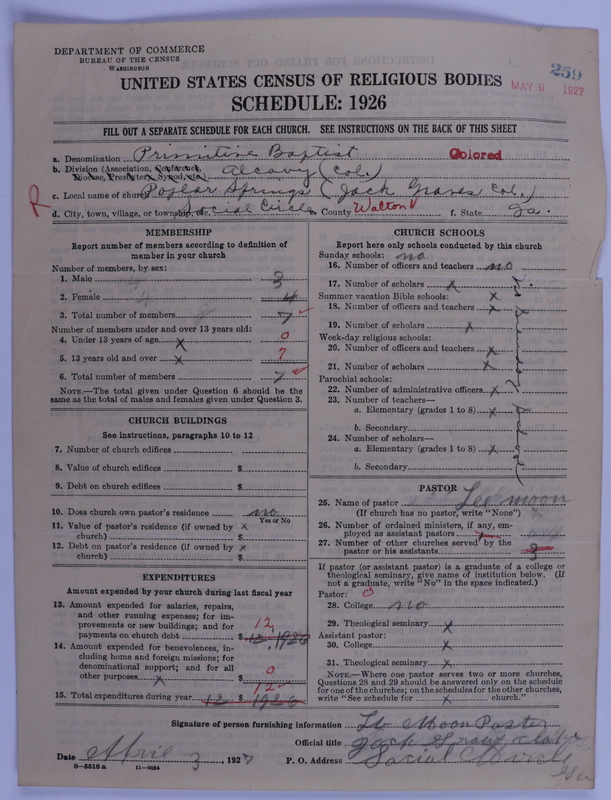 DEPARTMENT OF COMMERCE
BUREAU OF THE CENSUS
WASHINGTON
259
MAY 9 1927
UNITED STATES CENSUS OF RELIGIOUS BODIES
SCHEDULE: 1926
FILL OUT A SEPARATE SCHEDULE FOR EACH CHURCH. SEE INSTRUCTIONS ON THE BACK OF THIS SHEET
a. Denomination Primitive Baptist Colored
b. Division (Association, Conference, Diocese, Presbytery, Synod, etc.) Alcovy (Col.)
R
c. Local name of church Poplar Springs (Jack Graves Col.)
d. City, town, village, or township, etc. Social Circle e. County Walton f. State Ga.
MEMBERSHIP
Report number of members according to definition of
member in your church
Number of members, by sex:
1. Male 3
2. Female 4
3. Total number of members 7
Number of members under and over 13 years old:
4. Under 13 years of age x 0
5. 13 years old and over x 7
6. Total number of members 7
NOTE.—The total given under Question 6 should be the
same as the total of males and females given under Question 3.
CHURCH BUILDINGS
See instructions, paragraphs 10 to 12
7. Number of church edifices
8. Value of church edifices $
9. Debt on church edifices $
10. Does church own pastor's residence no
Yes or No
11. Value of pastor's residence (if owned by x
church) $
12. Debt on pastor's residence (if owned by x
church) $
EXPENDITURES
Amount expended by your church during last fiscal year
13. Amount expended for salaries, repairs,
and other running expenses; for im-
provements or new buildings; and for 12
payments on church debt $ 12, 1926
14. Amount expended for benevolences, in-
cluding home and foreign missions; for
denominational support; and for all 0
other purposes x $
12
15. Total expenditures during year 12 $ 1926
CHURCH SCHOOLS
Report here only schools conducted by this church
Sunday schools: no
16. Number of officers and teachers no
17. Number of scholars x
Summer vacation Bible schools: x
18. Number of officers and teachers x
19. Number of scholars x
Week-day religious schools:
20. Number of officers and teachers x
21. Number of scholars x
Parochial schools:
22. Number of administrative officers x
23. Number of teachers—
a. Elementary (grades 1 to 8) x
b. Secondary
24. Number of scholars—
a. Elementary (grades 1 to 8) x
b. Secondary
PASTOR
25. Name of pastor Lee moon
(If church has no pastor, write "None")
26. Number of ordained ministers, if any, em-
ployed as assistant pastors
27. Number of other churches served by the
pastor or his assistants 3
If pastor (or assistant pastor) is a graduate of a college or
theological seminary, give name of institution below. (If
not a graduate, write "No" in the space indicated.)
Pastor: 0
28. College no
29. Theological seminary x
Assistant pastor:
30. College x
31. Theological seminary x
NOTE.—Where one pastor serves two or more churches,
Questions 28 and 29 should be answered only on the schedule
for one of the churches; on the schedules for the other churches,
write "See schedule for x church."
Signature of person furnishing information Lee Moon Pastor
Official title
Date April 3, 1927 P. O. Address Social Circle
Ga
8—5518 a 11—9264